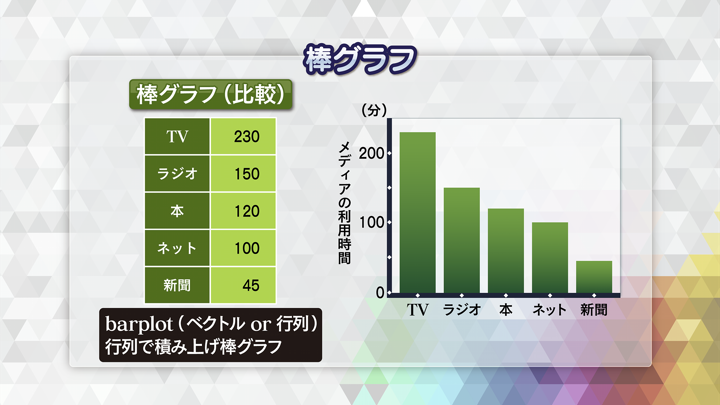 棒グラフ
棒グラフ（比較）
TV 230
ラジオ 150
本 120
ネット 100
新聞 45
barplot（ベクトル or 行列）
行列で積み上げ棒グラフ
（分）
メディアの利用時間
200
100
0
TV ラジオ 本 ネット 新聞